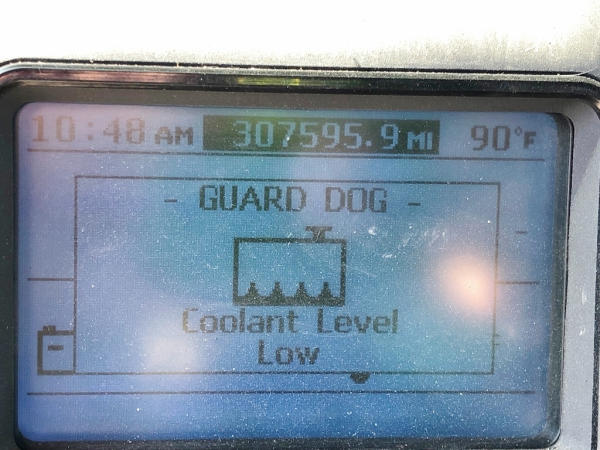 10:48 AM 307595.9 MI 90°F
- GUARD DOG -
Coolant Level
Low